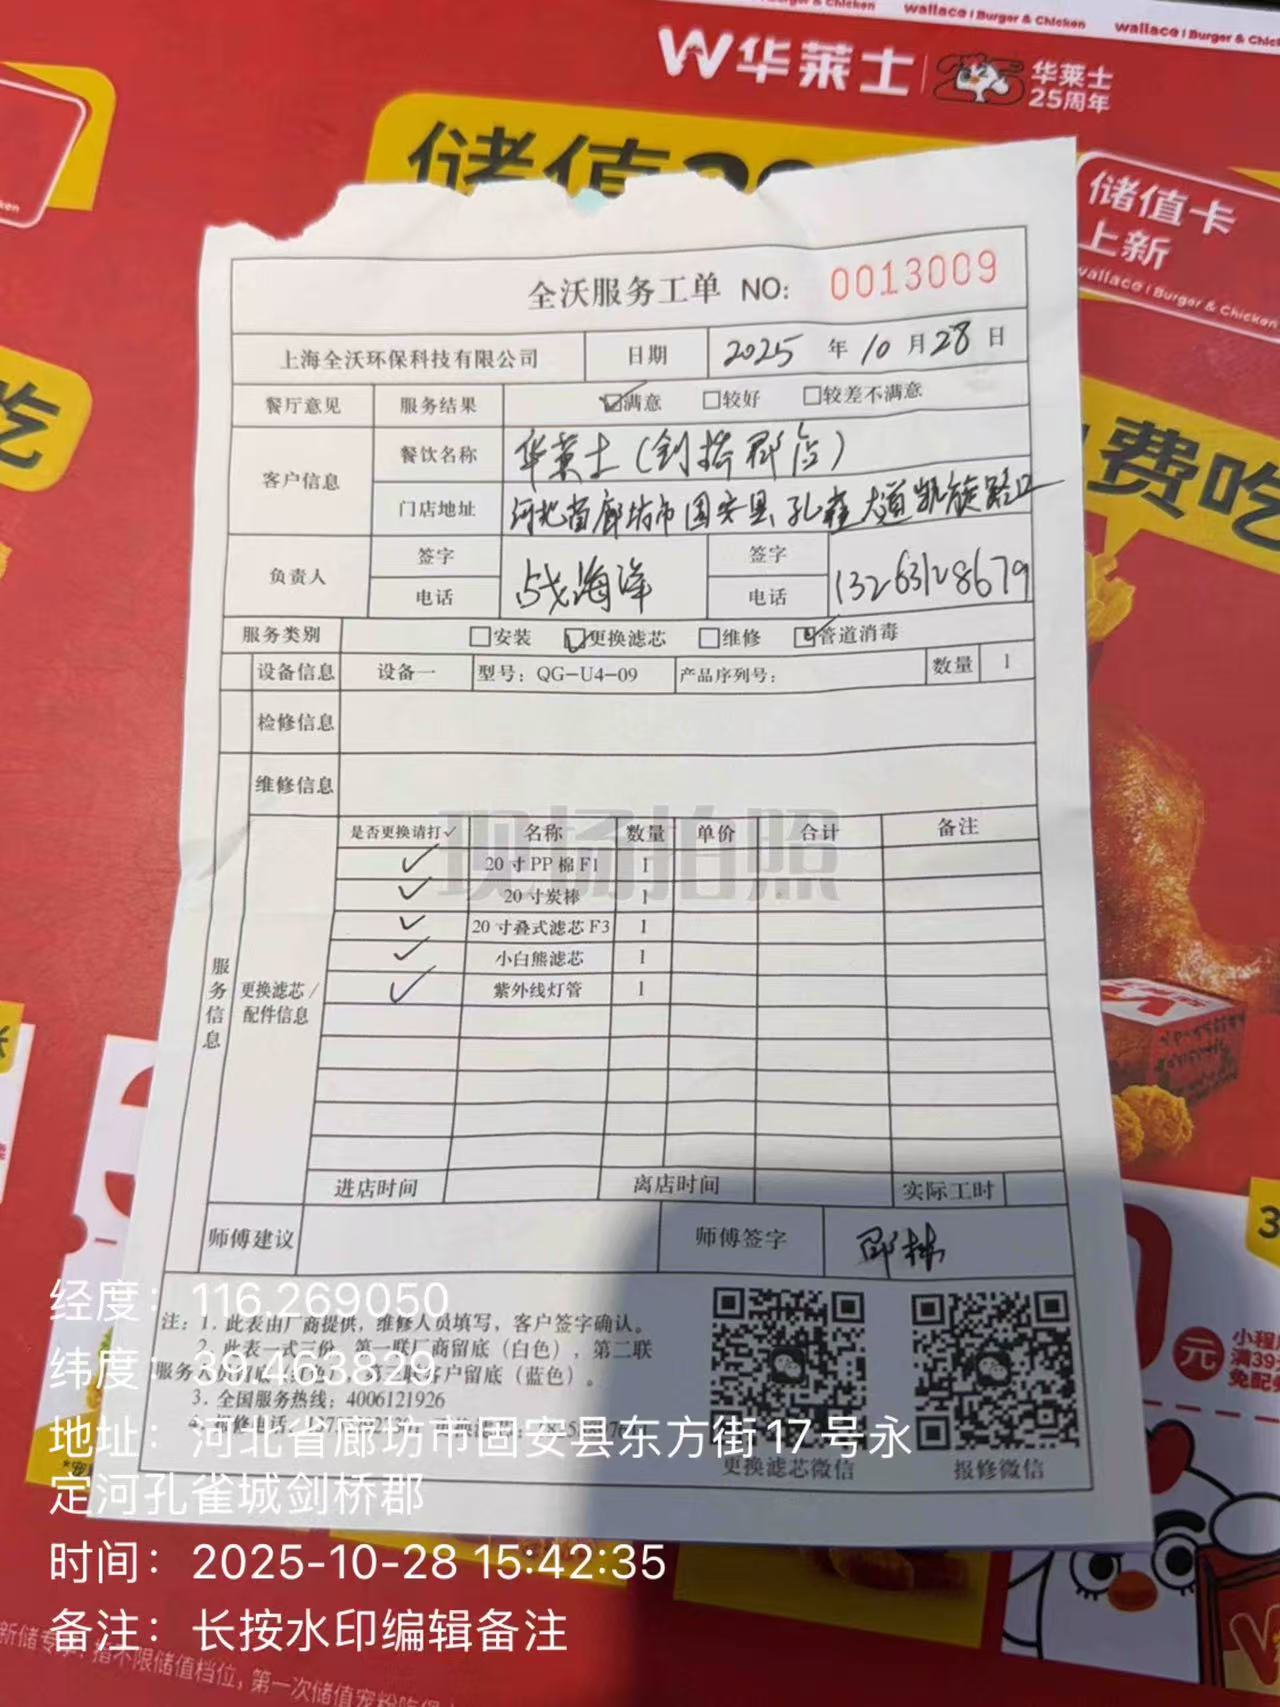 wallace | Burger & Chicken
wallace | Burger & Chicken
W华莱士 华莱士
25周年
储值
储值卡
上新
wallace | Burger & Chicken
费吃
吃
全沃服务工单 NO: 0013009
上海全沃环保科技有限公司 日期 2025 年 10 月 28 日
餐厅意见 服务结果 ☑满意 □较好 □较差不满意
客户信息 餐饮名称 华莱士(剑桥郡店)
门店地址 河北省廊坊市固安县孔雀大道凯旋路口
负责人 签字 签字
电话 海洋 电话 13263128679
服务类别 □安装 ☑更换滤芯 □维修 ☑管道消毒
设备信息 设备一 型号: QG-U4-09 产品序列号: 数量 1
检修信息
维修信息
现场拍照
是否更换请打✓ 名称 数量 单价 合计 备注
✓ 20寸PP棉F1 1
✓ 20寸炭棒 1
✓ 20寸叠式滤芯F3 1
✓ 小白熊滤芯 1
✓ 紫外线灯管 1
服务信息
更换滤芯/
配件信息
进店时间 离店时间 实际工时
师傅建议 师傅签字
注: 1. 此表由厂商提供, 维修人员填写, 客户签字确认。
2. 此表一式三份, 第一联厂商留底(白色), 第二联
客户留底(蓝色)。
3. 全国服务热线: 4006121926
更换滤芯微信 报修微信
经度: 116.269050
纬度: 39.463829
地址: 河北省廊坊市固安县东方街17号永
定河孔雀城剑桥郡
时间: 2025-10-28 15:42:35
备注: 长按水印编辑备注
元